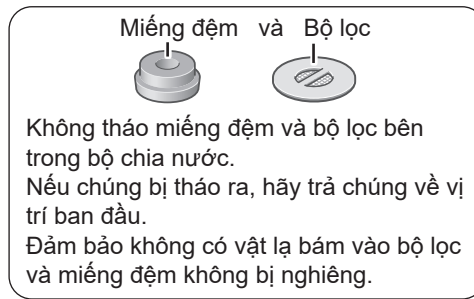 Miếng đệm và Bộ lọc
Không tháo miếng đệm và bộ lọc bên
trong bộ chia nước.
Nếu chúng bị tháo ra, hãy trả chúng về vị
trí ban đầu.
Đảm bảo không có vật lạ bám vào bộ lọc
và miếng đệm không bị nghiêng.